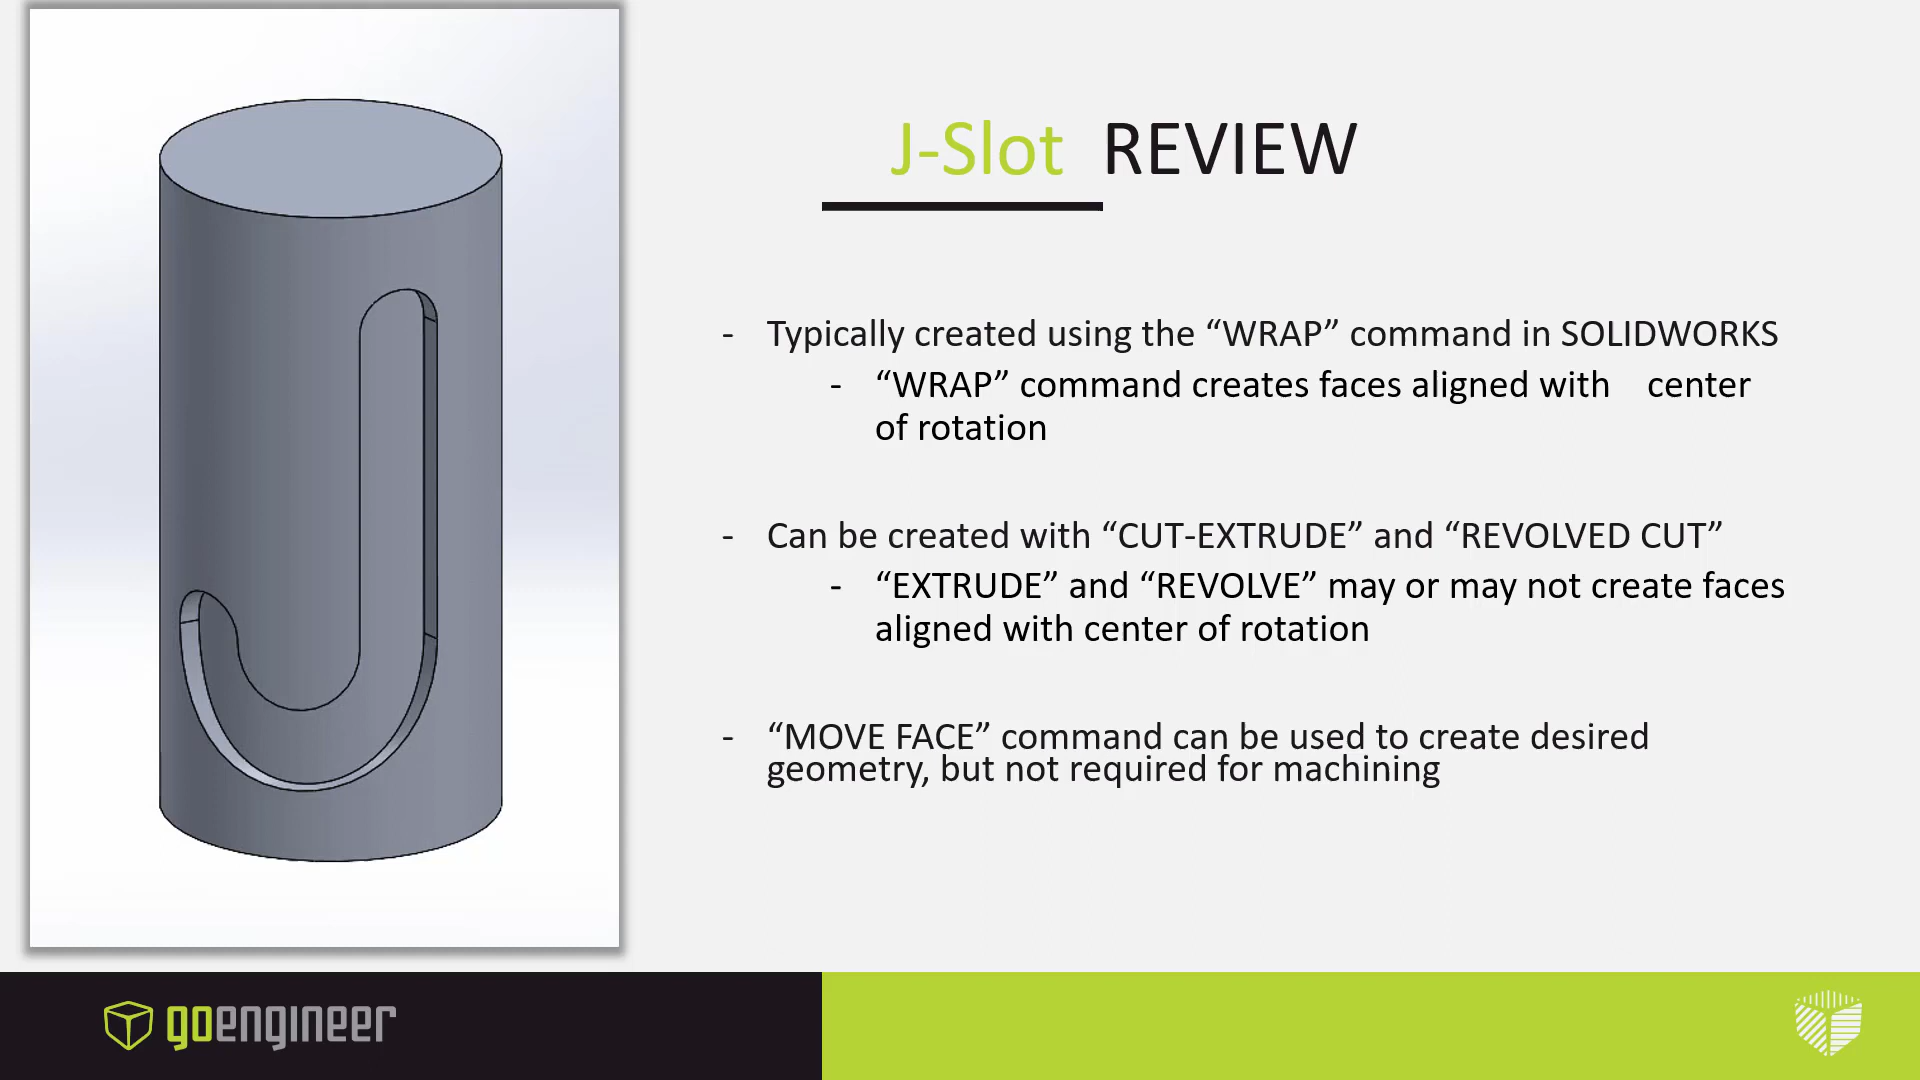 J-Slot REVIEW
- Typically created using the “WRAP” command in SOLIDWORKS
- “WRAP” command creates faces aligned with center
of rotation
- Can be created with “CUT-EXTRUDE” and “REVOLVED CUT”
- “EXTRUDE” and “REVOLVE” may or may not create faces
aligned with center of rotation
- “MOVE FACE” command can be used to create desired
geometry, but not required for machining
goengineer